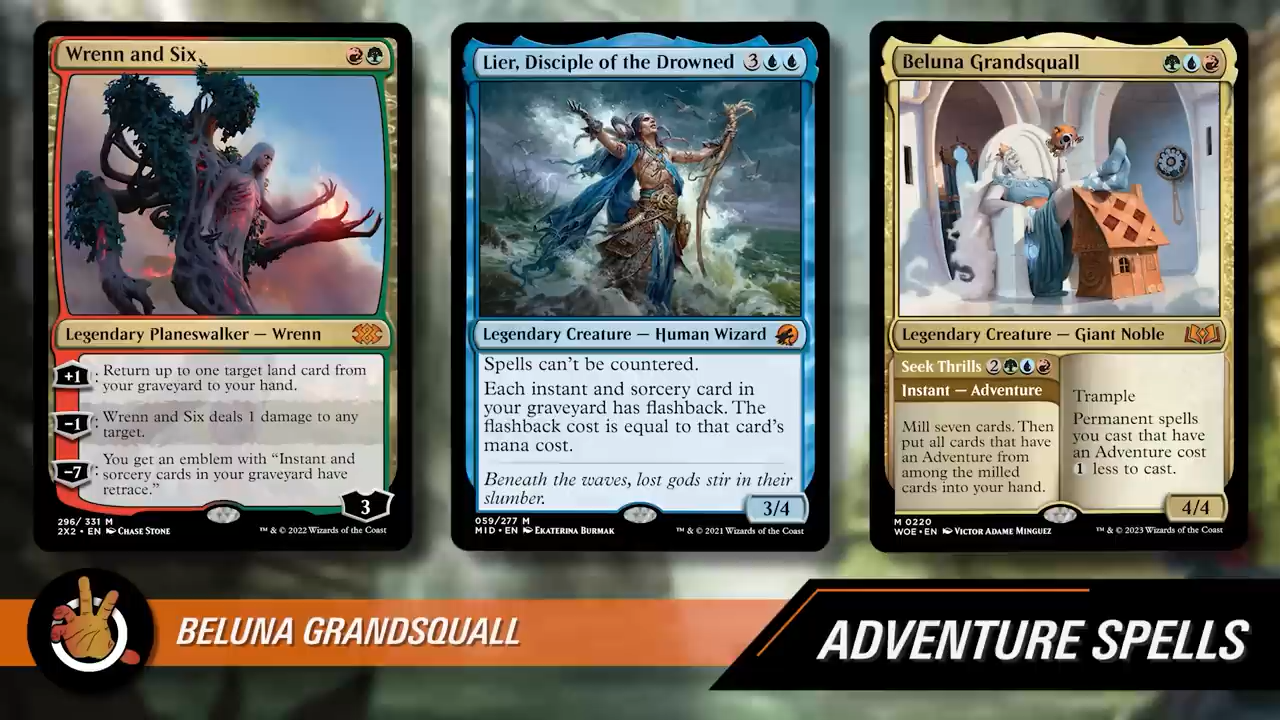 Wrenn and Six
Legendary Planeswalker — Wrenn
+1: Return up to one target land card from
your graveyard to your hand.
-1: Wrenn and Six deals 1 damage to any
target.
-7: You get an emblem with “Instant and
sorcery cards in your graveyard have
retrace.”
3
296/ 331 M
2X2 • EN CHASE STONE
™ & © 2022 Wizards of the Coast
Lier, Disciple of the Drowned 3
Legendary Creature — Human Wizard
Spells can’t be countered.
Each instant and sorcery card in
your graveyard has flashback. The
flashback cost is equal to that card’s
mana cost.
Beneath the waves, lost gods stir in their
slumber.
3/4
059/277 M
MID • EN EKATERINA BURMAK
™ & © 2021 Wizards of the Coast
Beluna Grandsquall
Legendary Creature — Giant Noble
Seek Thrills 2
Instant — Adventure
Mill seven cards. Then
put all cards that have
an Adventure from
among the milled
cards into your hand.
Trample
Permanent spells
you cast that have
an Adventure cost
1 less to cast.
4/4
M 0220
WOE • EN VICTOR ADAME MINGUEZ
™ & © 2023 Wizards of the Coast
BELUNA GRANDSQUALL
ADVENTURE SPELLS